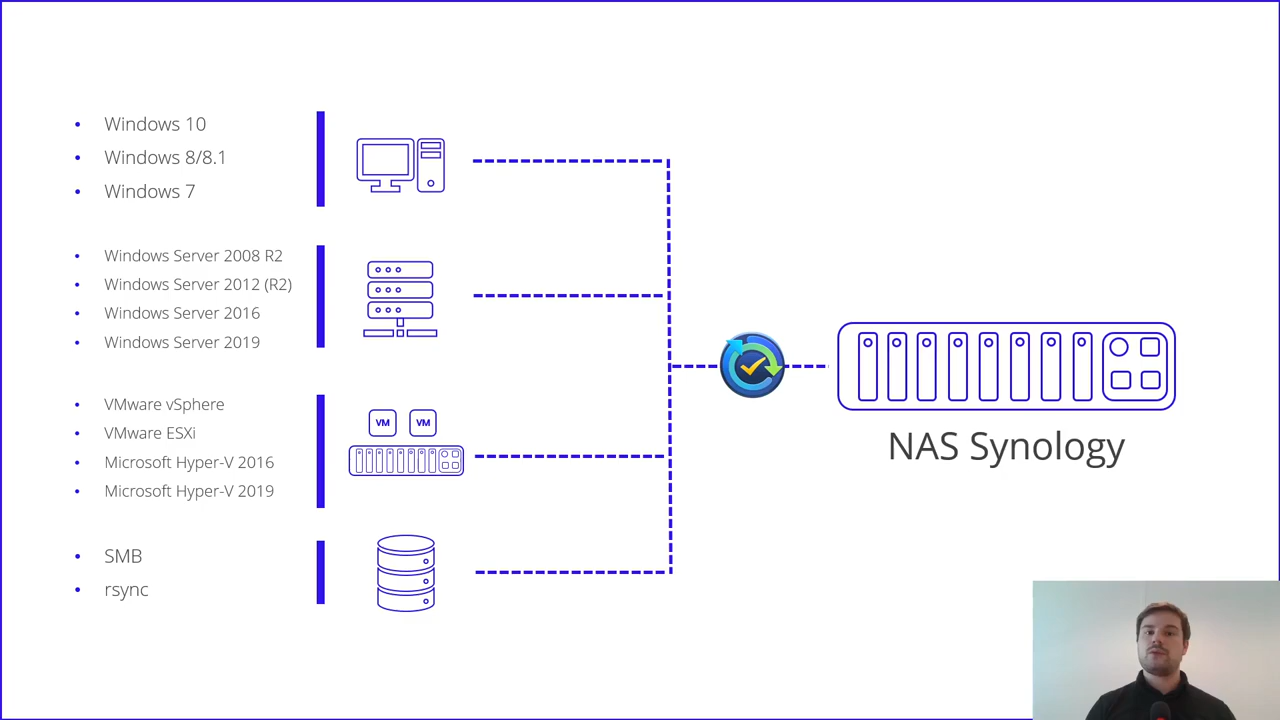 Windows 10
Windows 8/8.1
Windows 7
Windows Server 2008 R2
Windows Server 2012 (R2)
Windows Server 2016
Windows Server 2019
VMware vSphere
VMware ESXi
Microsoft Hyper-V 2016
Microsoft Hyper-V 2019
VM VM
SMB
rsync
NAS Synology